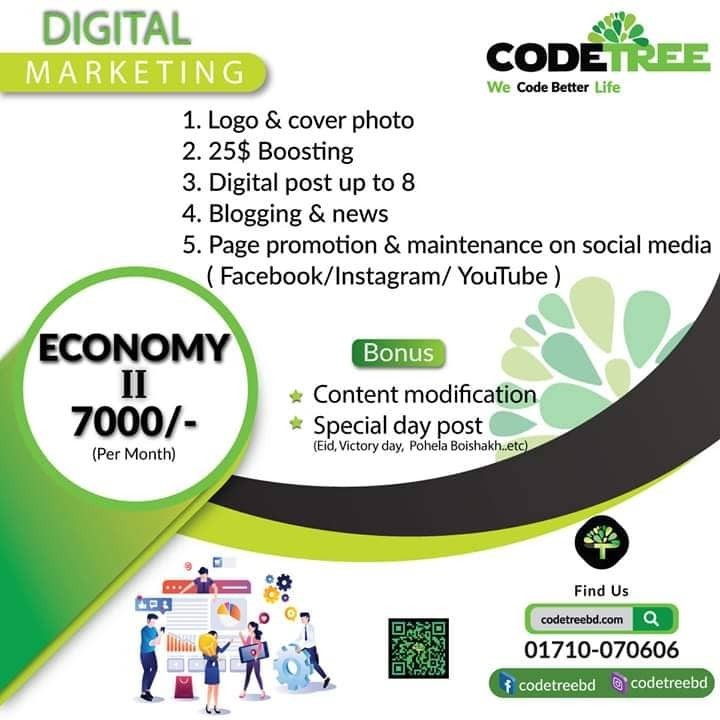 DIGITAL
MARKETING
CODETREE
We Code Better Life
1. Logo & cover photo
2. 25$ Boosting
3. Digital post up to 8
4. Blogging & news
5. Page promotion & maintenance on social media
( Facebook/Instagram/ YouTube )
ECONOMY
II
7000/-
(Per Month)
Bonus
Content modification
Special day post
(Eid, Victory day, Pohela Boishakh..etc)
Find Us
codetreebd.com
01710-070606
codetreebd
codetreebd